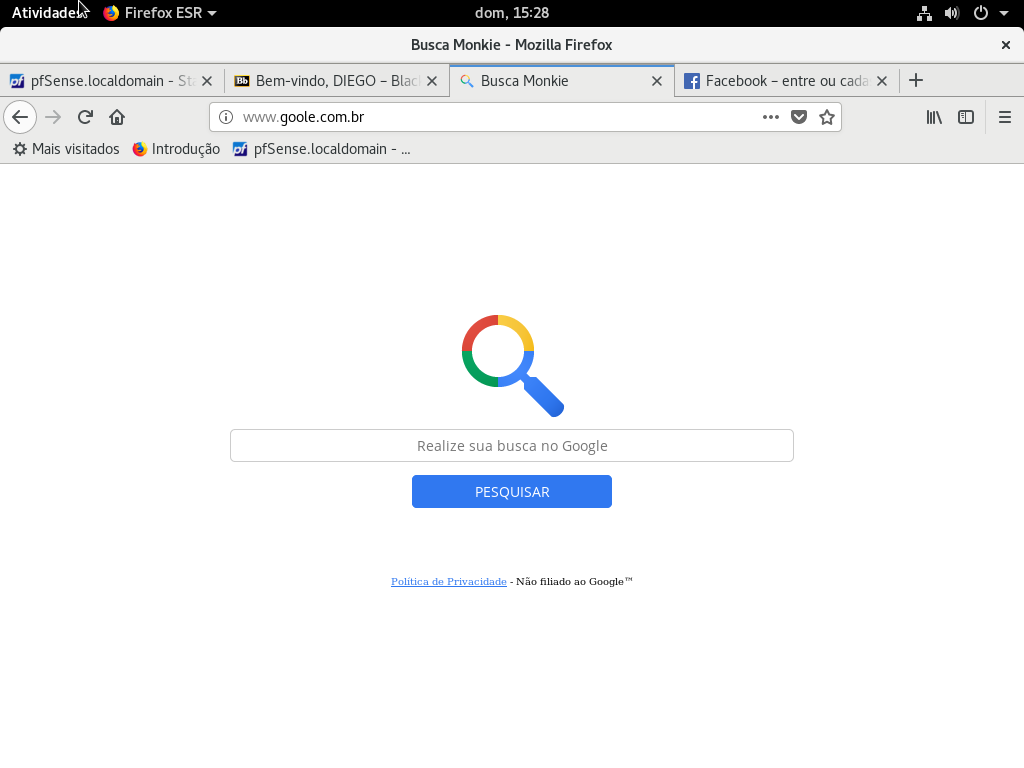 Atividades Firefox ESR dom, 15:28
Busca Monkie - Mozilla Firefox
pfSense.localdomain - Sta Bem-vindo, DIEGO – Blac Busca Monkie Facebook – entre ou cada
www.goole.com.br
Mais visitados Introdução pfSense.localdomain - ...
Realize sua busca no Google
PESQUISAR
Política de Privacidade - Não filiado ao Google™